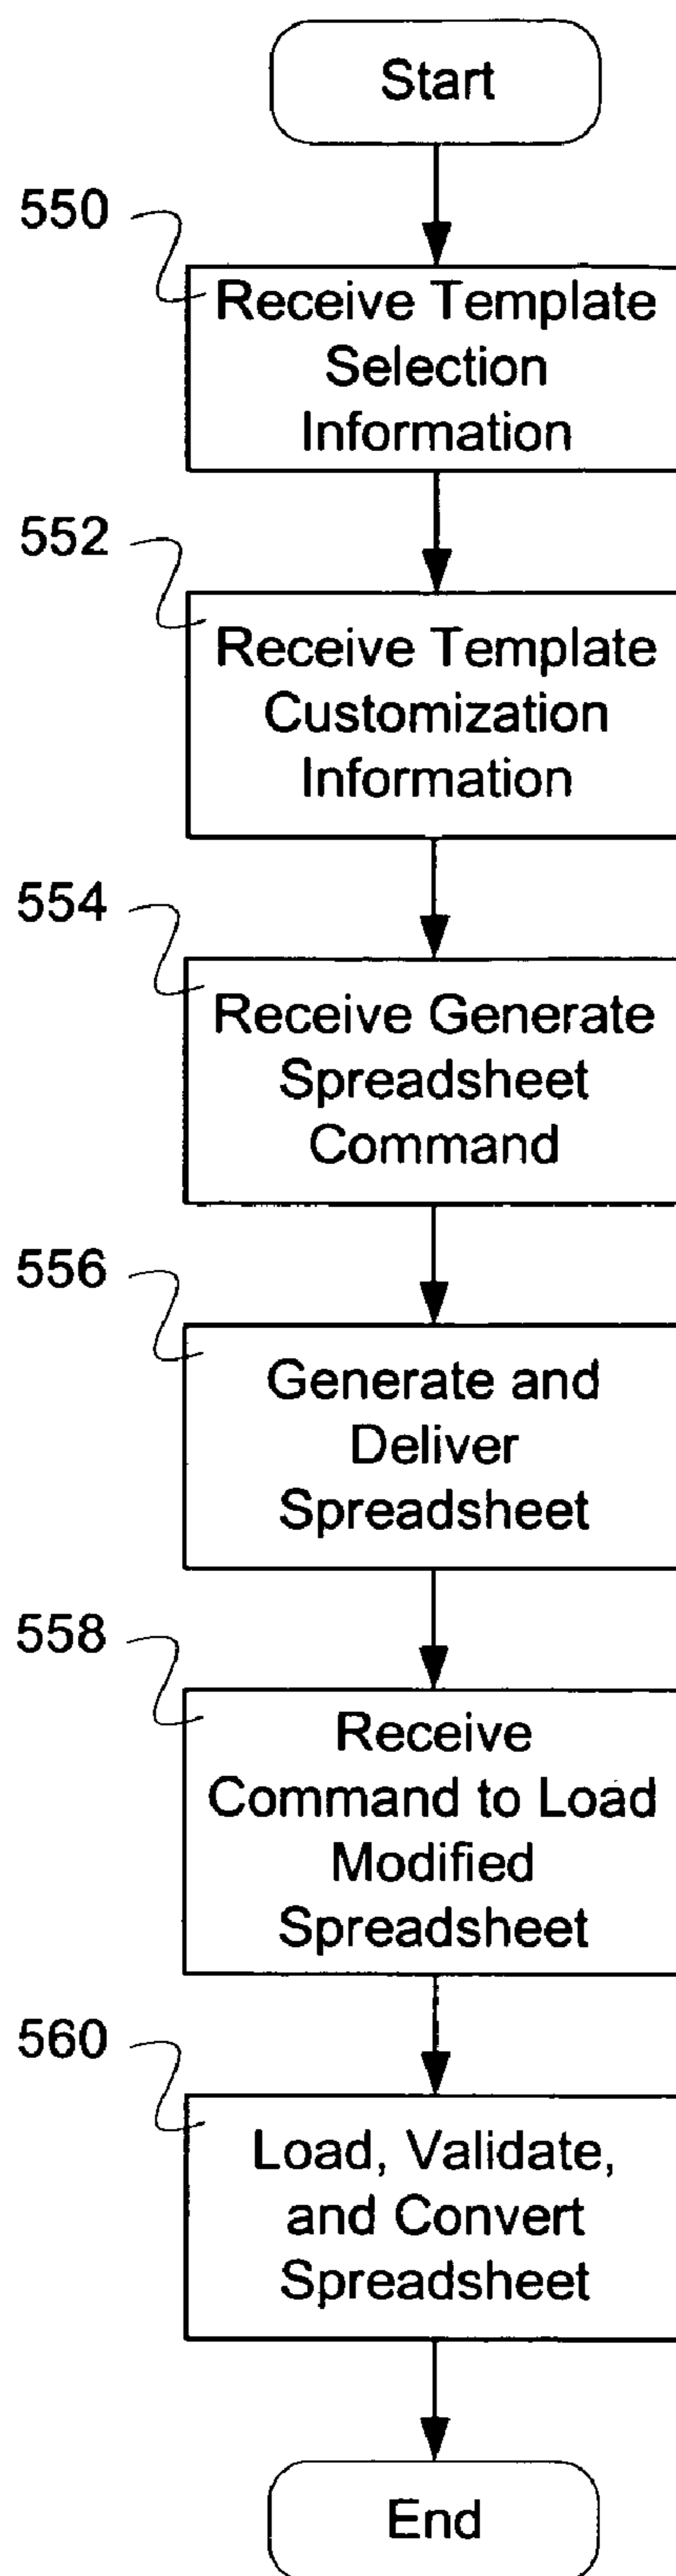 Start
550
Receive Template
Selection
Information
552
Receive Template
Customization
Information
554
Receive Generate
Spreadsheet
Command
556
Generate and
Deliver
Spreadsheet
558
Receive
Command to Load
Modified
Spreadsheet
560
Load, Validate,
and Convert
Spreadsheet
End